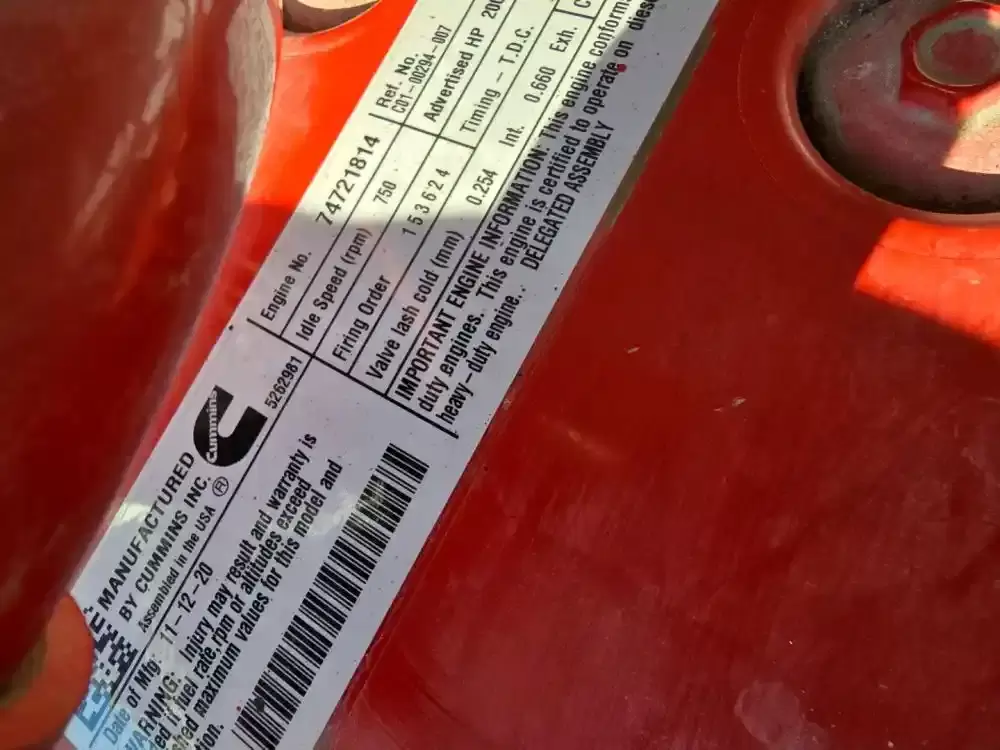 E MANUFACTURED
BY CUMMINS INC.
Assembled in the USA ®
Cummins
5262981
Date of Mfg. 11-12-20
WARNING: Injury may result and warranty is
if fuel rate, rpm or altitudes exceed
maximum values for this model and
Engine No. 74721814
Ref. No.
C01-00294-007
Idle Speed (rpm) 750
Advertised HP
Firing Order 1 5 3 6 2 4
Timing - T.D.C.
Valve lash cold (mm) 0.254 Int. 0.660 Exh.
IMPORTANT ENGINE INFORMATION: This engine
duty engines. This engine is certified to operate on
heavy-duty engine. DELEGATED ASSEMBLY